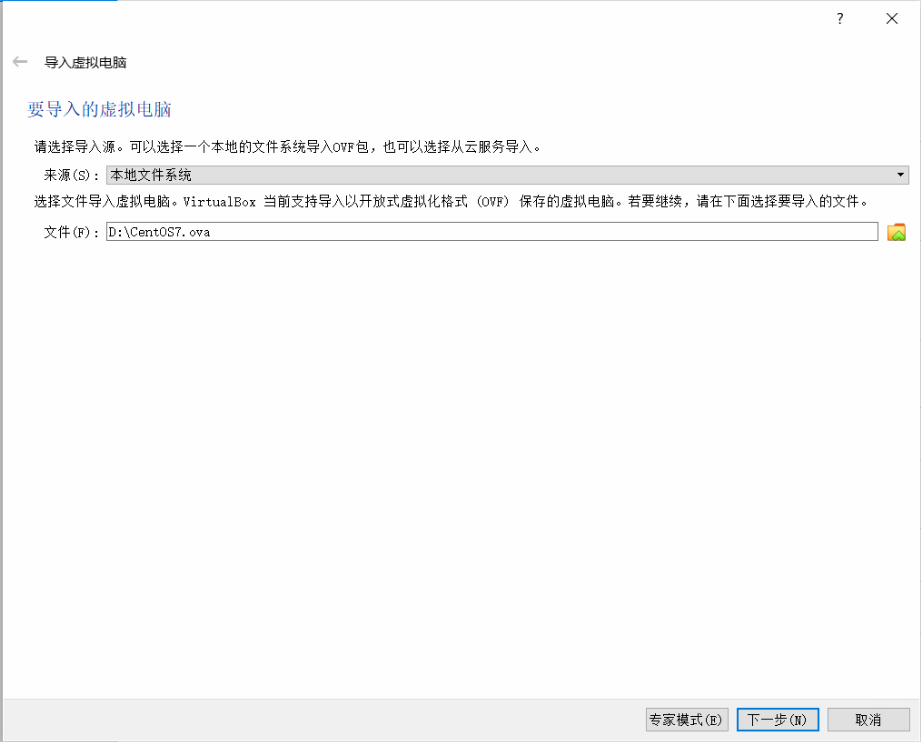 ?
导入虚拟电脑
要导入的虚拟电脑
请选择导入源。可以选择一个本地的文件系统导入OVF包，也可以选择从云服务导入。
来源(S)： 本地文件系统
选择文件导入虚拟电脑。VirtualBox 当前支持导入以开放式虚拟化格式 (OVF) 保存的虚拟电脑。若要继续，请在下面选择要导入的文件。
文件(F)： D:\CentOS7.ova
专家模式(E) 下一步(N) 取消